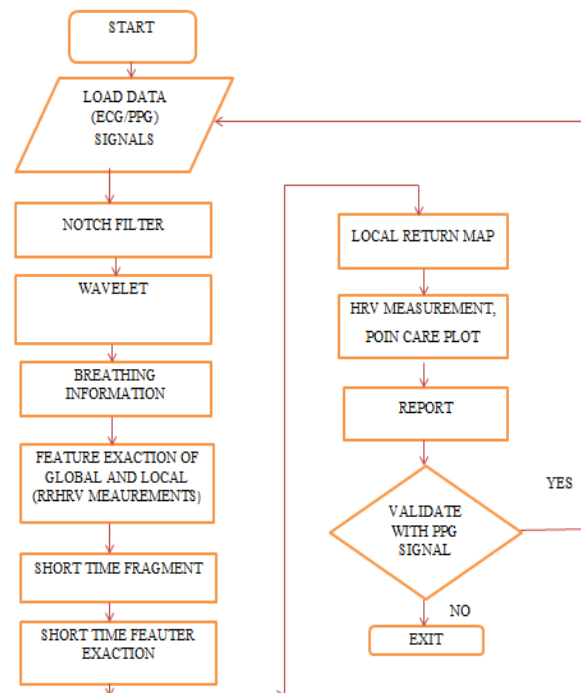 START
LOAD DATA
(ECG/PPG)
SIGNALS
NOTCH FILTER
WAVELET
BREATHING
INFORMATION
FEATURE EXACTION OF
GLOBAL AND LOCAL
(RRHRV MEAUREMENTS)
SHORT TIME FRAGMENT
SHORT TIME FEAUTER
EXACTION
LOCAL RETURN MAP
HRV MEASUREMENT,
POIN CARE PLOT
REPORT
VALIDATE
WITH PPG
SIGNAL
YES
NO
EXIT